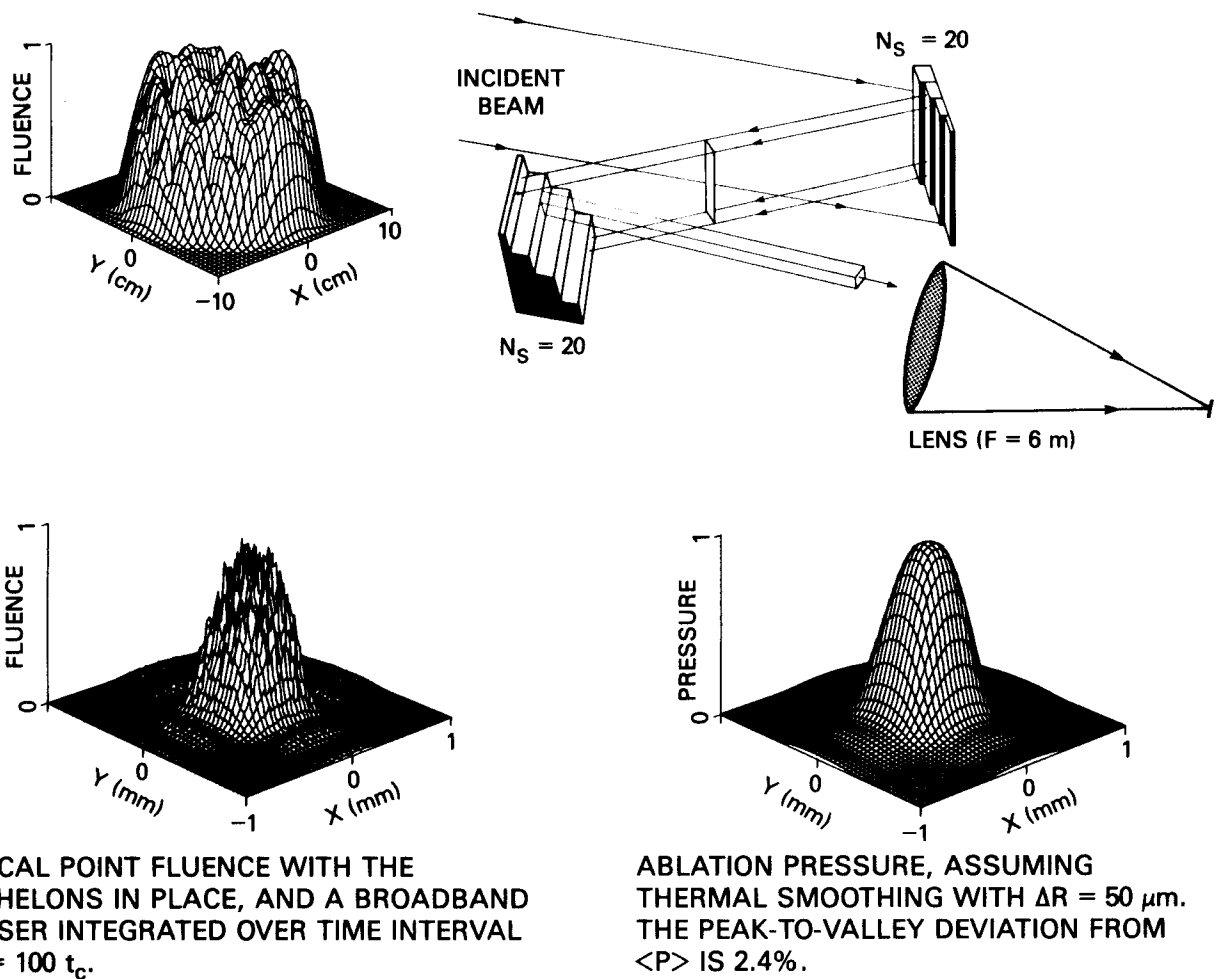 1
FLUENCE
0
Y (cm)
0
-10
X (cm)
0
10
INCIDENT
BEAM
N_S = 20
N_S = 20
LENS (F = 6 m)
1
FLUENCE
0
Y (mm)
0
-1
X (mm)
0
1
1
PRESSURE
0
Y (mm)
0
-1
X (mm)
0
1
CAL POINT FLUENCE WITH THE
HELONS IN PLACE, AND A BROADBAND
SER INTEGRATED OVER TIME INTERVAL
= 100 t_c.
ABLATION PRESSURE, ASSUMING
THERMAL SMOOTHING WITH ΔR = 50 μm.
THE PEAK-TO-VALLEY DEVIATION FROM
<P> IS 2.4%.